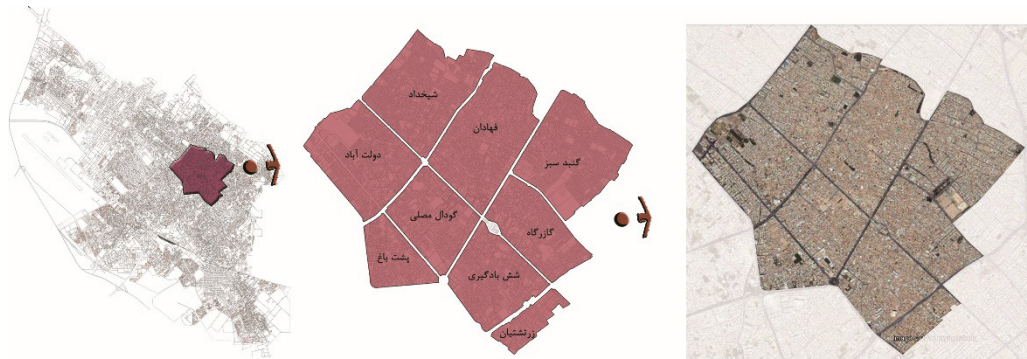 شیخداد
فهادان
دولت آباد
گنبد سبز
گودال مصلی
گازرگاه
پشت باغ
شش بادگیری
زرتشتیان